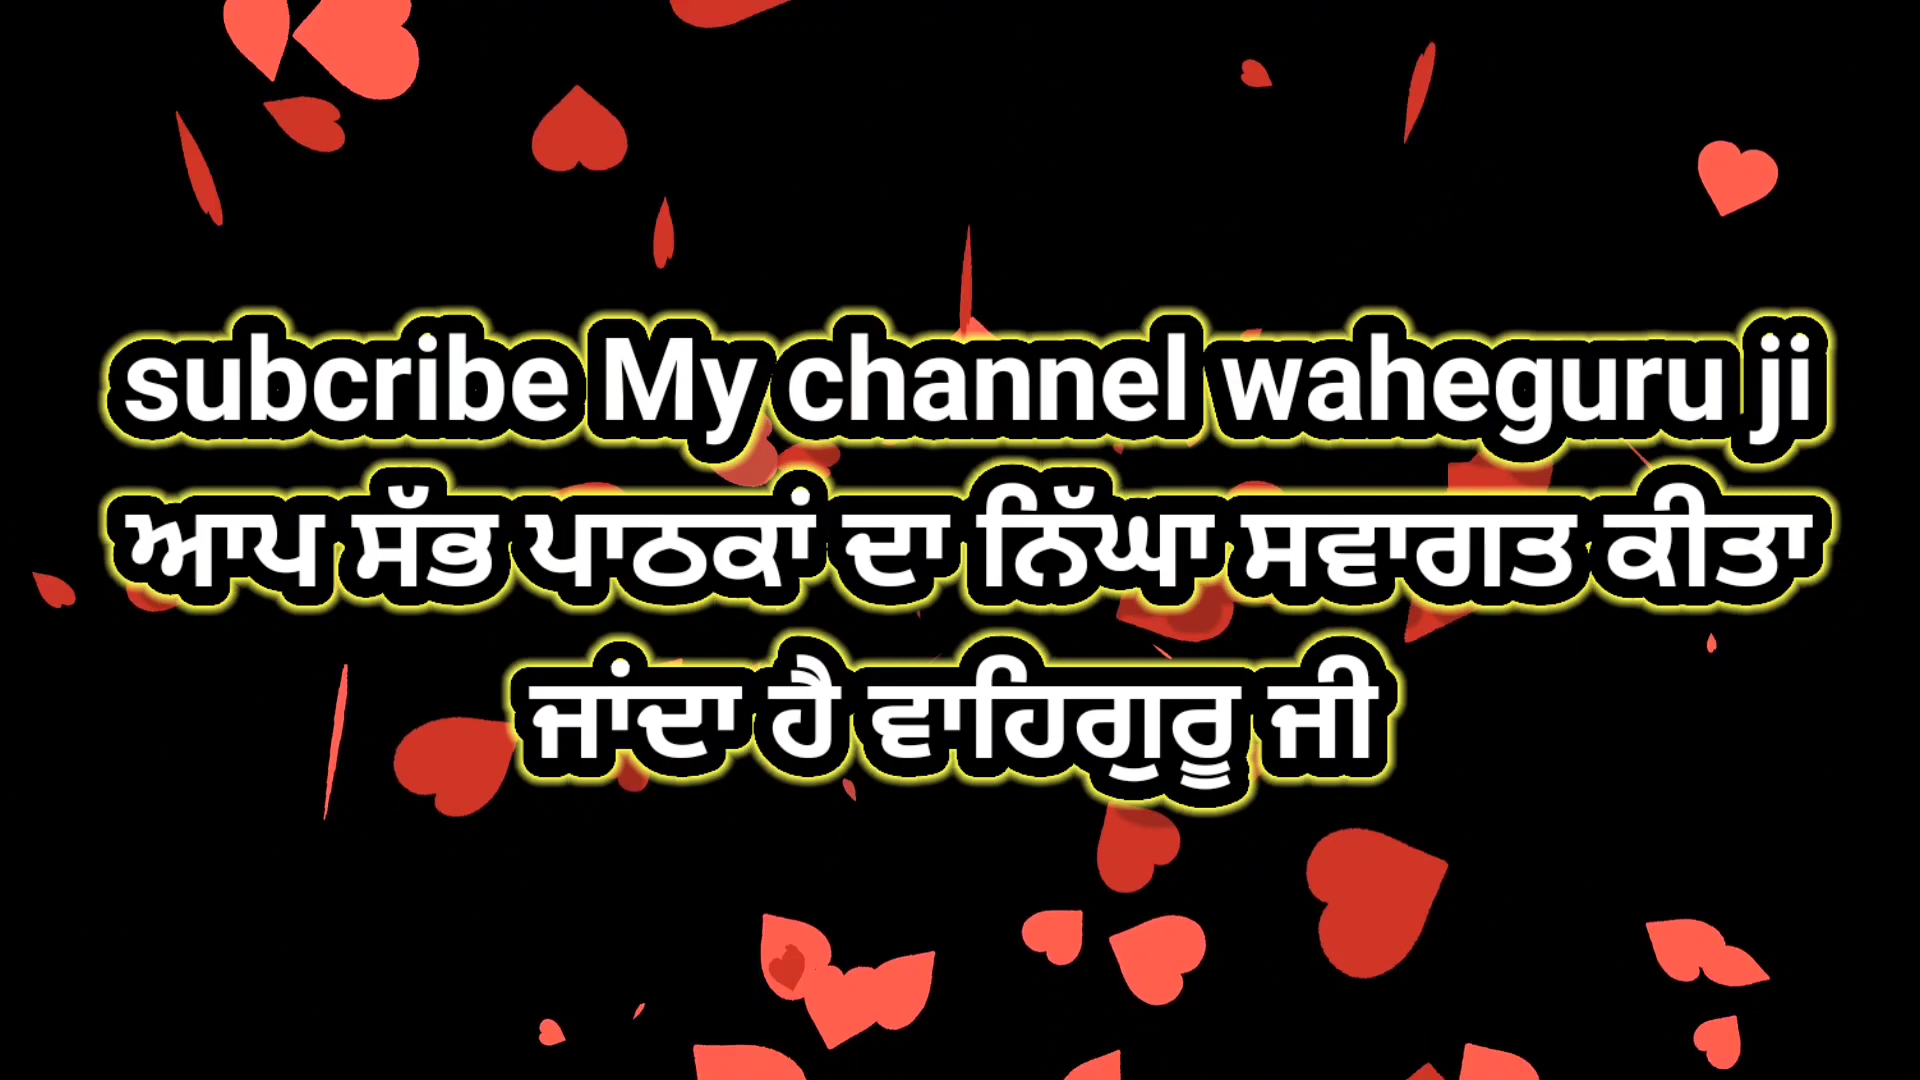 subcribe My channel waheguru ji
ਆਪ ਸੱਭ ਪਾਠਕਾਂ ਦਾ ਨਿੱਘਾ ਸਵਾਗਤ ਕੀਤਾ
ਜਾਂਦਾ ਹੈ ਵਾਹਿਗੁਰੂ ਜੀ